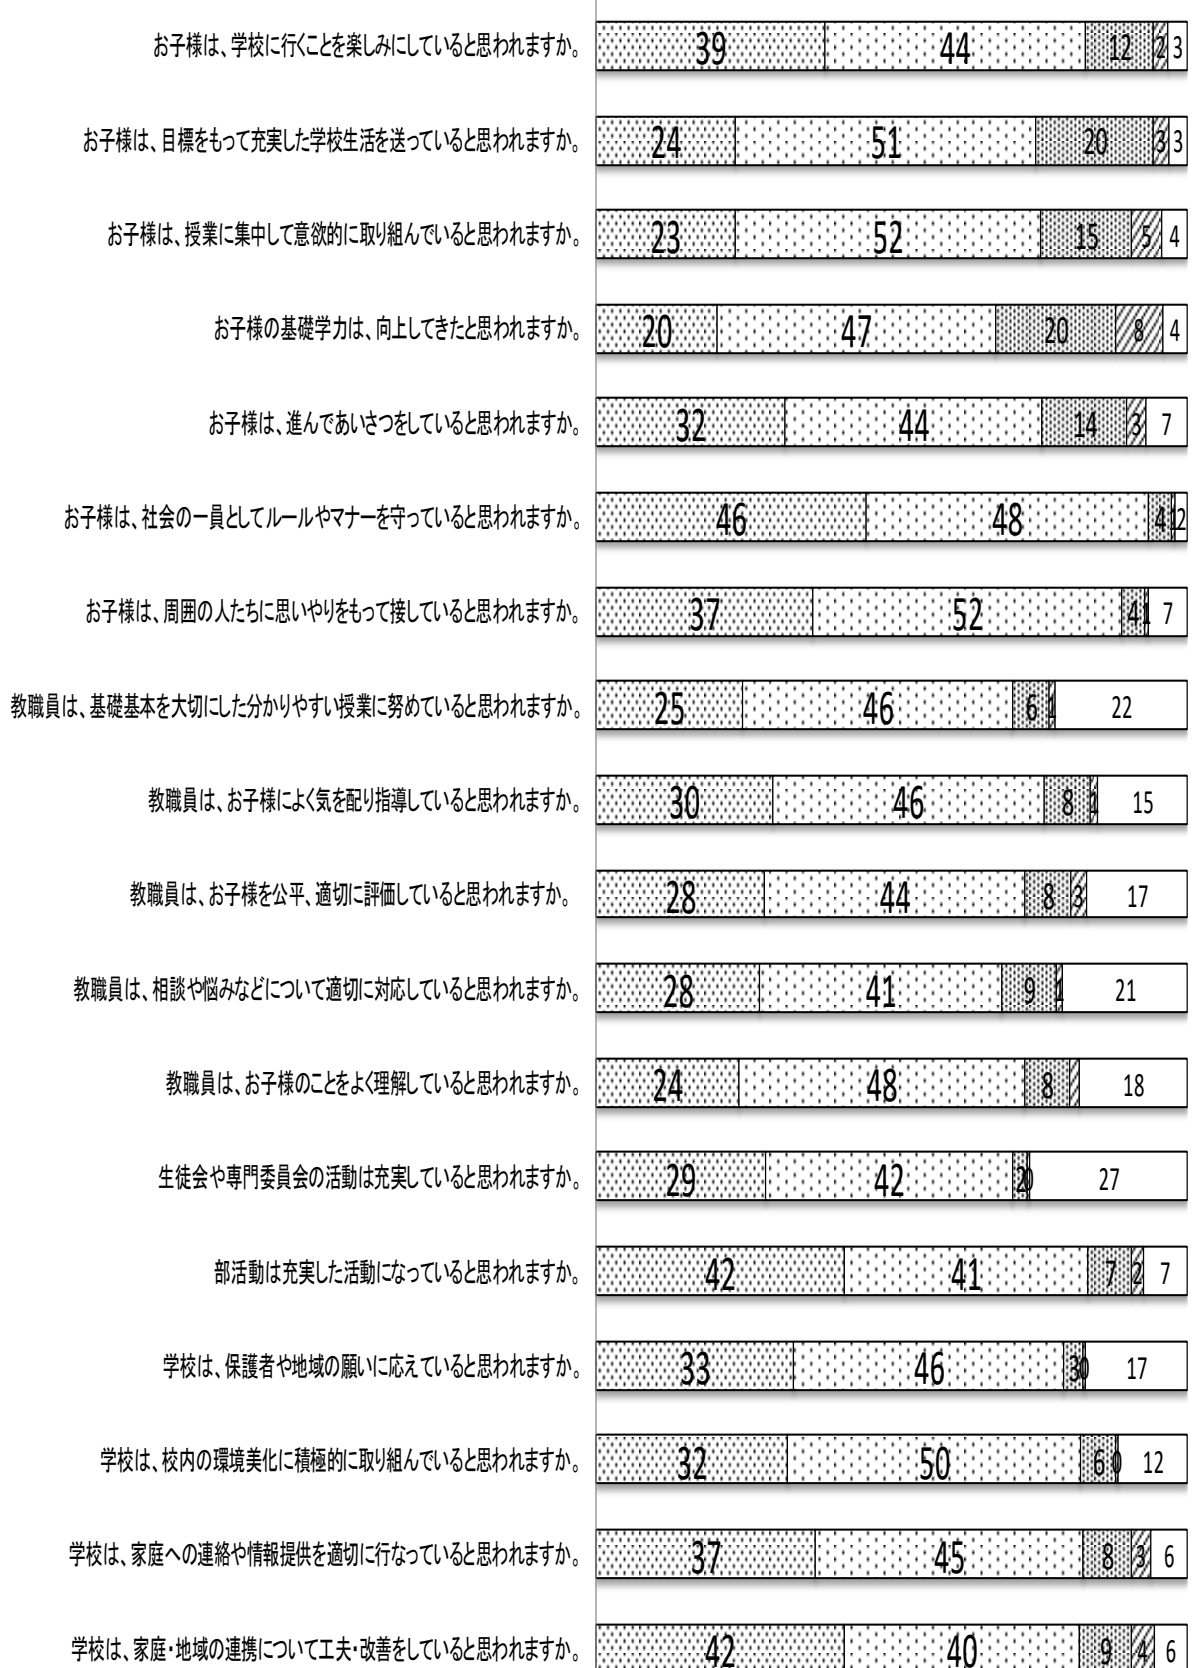 お子様は、学校に行くことを楽しみにしていると思われますか。 39 44 12 2 3
お子様は、目標をもって充実した学校生活を送っていると思われますか。 24 51 20 3 3
お子様は、授業に集中して意欲的に取り組んでいると思われますか。 23 52 15 5 4
お子様の基礎学力は、向上してきたと思われますか。 20 47 20 8 4
お子様は、進んであいさつをしていると思われますか。 32 44 14 3 7
お子様は、社会の一員としてルールやマナーを守っていると思われますか。 46 48 4 1 2
お子様は、周囲の人たちに思いやりをもって接していると思われますか。 37 52 4 1 7
教職員は、基礎基本を大切にした分かりやすい授業に努めていると思われますか。 25 46 6 1 22
教職員は、お子様によく気を配り指導していると思われますか。 30 46 8 1 15
教職員は、お子様を公平、適切に評価していると思われますか。 28 44 8 3 17
教職員は、相談や悩みなどについて適切に対応していると思われますか。 28 41 9 1 21
教職員は、お子様のことをよく理解していると思われますか。 24 48 8 18
生徒会や専門委員会の活動は充実していると思われますか。 29 42 2 0 27
部活動は充実した活動になっていると思われますか。 42 41 7 2 7
学校は、保護者や地域の願いに応えていると思われますか。 33 46 3 0 17
学校は、校内の環境美化に積極的に取り組んでいると思われますか。 32 50 6 0 12
学校は、家庭への連絡や情報提供を適切に行なっていると思われますか。 37 45 8 3 6
学校は、家庭・地域の連携について工夫・改善をしていると思われますか。 42 40 9 4 6